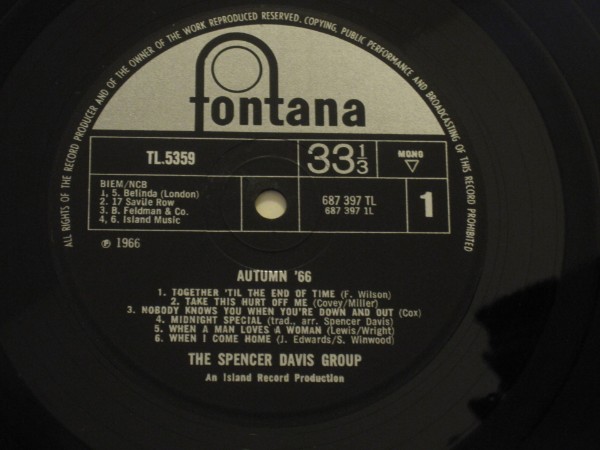 ALL RIGHTS OF THE RECORD PRODUCER AND OF THE OWNER OF THE WORK REPRODUCED RESERVED. COPYING, PUBLIC PERFORMANCE AND BROADCASTING OF THIS RECORD PROHIBITED
fontana
TL.5359
33 1/3
MONO
BIEM/NCB
1, 5. Belinda (London)
2. 17 Savile Row
3. B. Feldman & Co.
4, 6. Island Music
687 397 TL
687 397 1L
1
℗ 1966
AUTUMN '66
1. TOGETHER 'TIL THE END OF TIME (F. Wilson)
2. TAKE THIS HURT OFF ME (Covey/Miller)
3. NOBODY KNOWS YOU WHEN YOU'RE DOWN AND OUT (Cox)
4. MIDNIGHT SPECIAL (trad., arr. Spencer Davis)
5. WHEN A MAN LOVES A WOMAN (Lewis/Wright)
6. WHEN I COME HOME (J. Edwards/S. Winwood)
THE SPENCER DAVIS GROUP
An Island Record Production